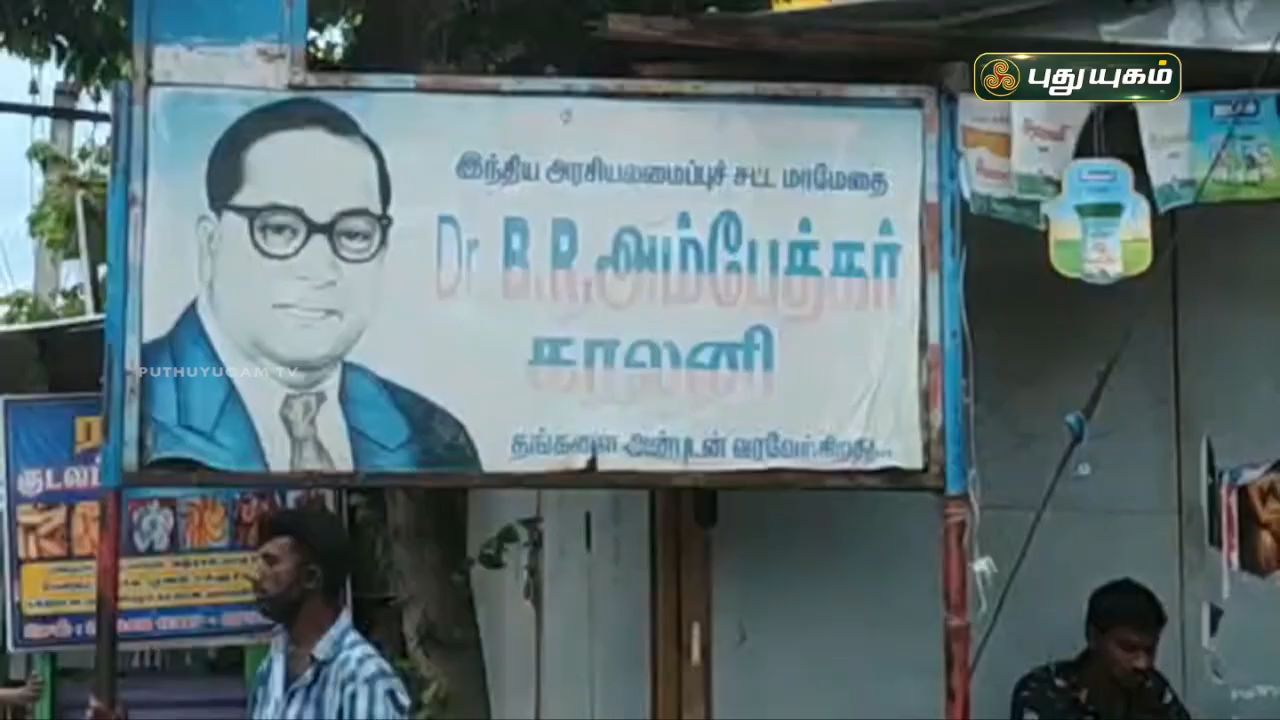 புதுயுகம்
இந்திய அரசியலமைப்புச் சட்ட மாமேதை
Dr B.R.அம்பேத்கர்
காலனி
தங்களை அன்புடன் வரவேற்கிறது...
PUTHUYUGAM TV